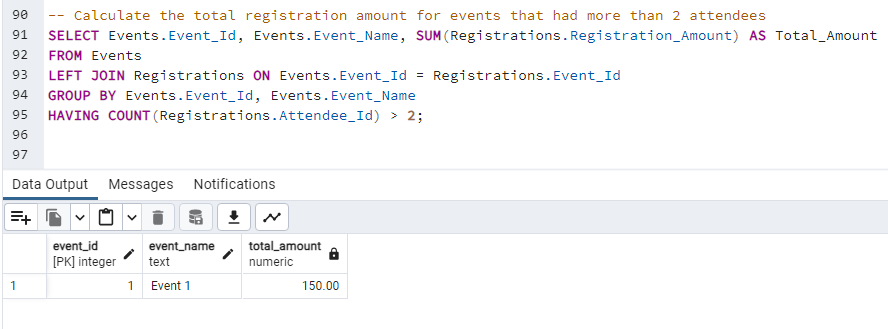 90 -- Calculate the total registration amount for events that had more than 2 attendees
91 SELECT Events.Event_Id, Events.Event_Name, SUM(Registrations.Registration_Amount) AS Total_Amount
92 FROM Events
93 LEFT JOIN Registrations ON Events.Event_Id = Registrations.Event_Id
94 GROUP BY Events.Event_Id, Events.Event_Name
95 HAVING COUNT(Registrations.Attendee_Id) > 2;
96
97
Data Output Messages Notifications
event_id event_name total_amount
[PK] integer text numeric
1 1 Event 1 150.00